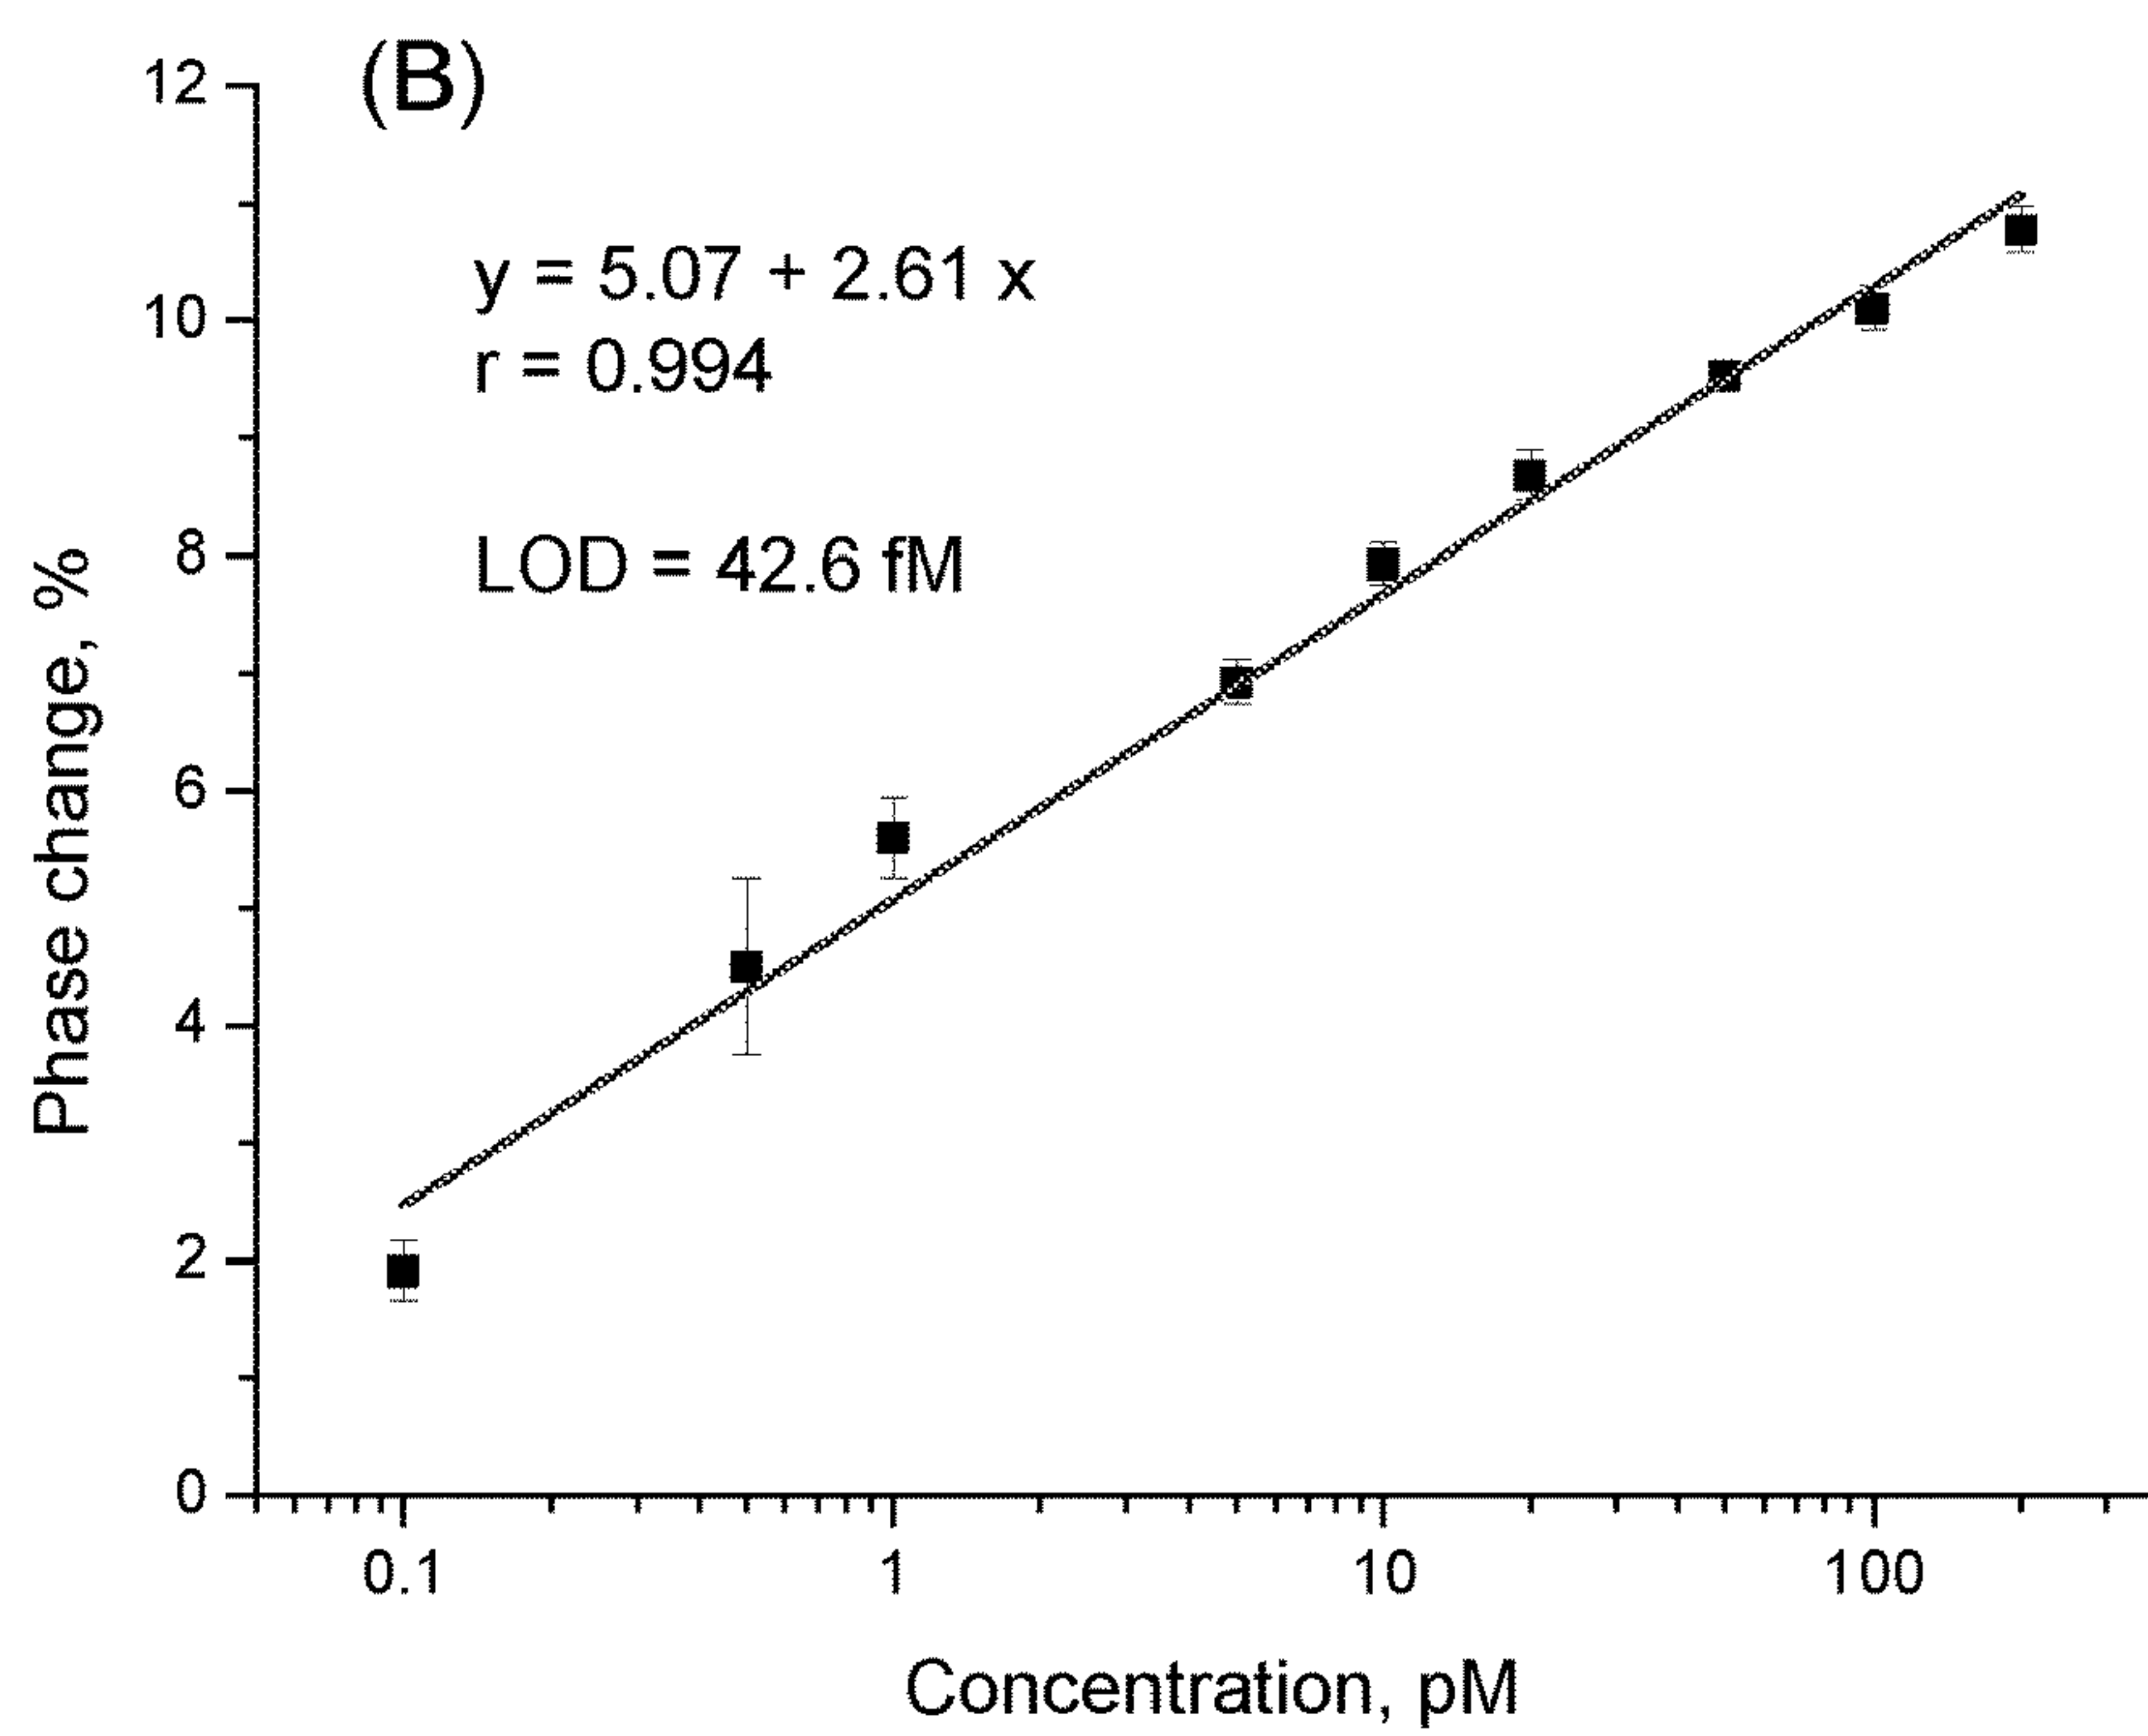 (B)
12
10
8
6
4
2
0
y = 5.07 + 2.61 x
r = 0.994
LOD = 42.6 fM
Phase change, %
0.1 1 10 100
Concentration, pM